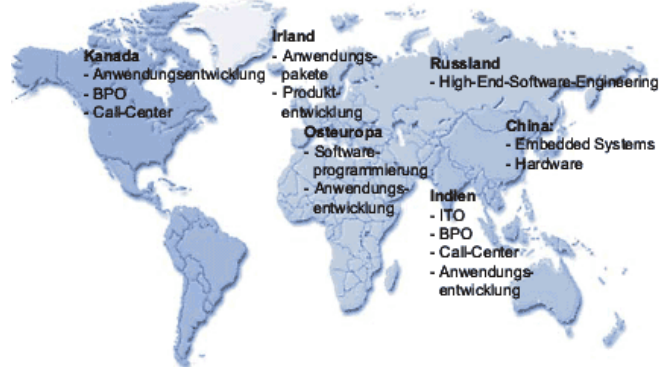 Kanada
- Anwendungsentwicklung
- BPO
- Call-Center
Irland
- Anwendungs-
pakete
- Produkt-
entwicklung
Osteuropa
- Software-
programmierung
- Anwendungs-
entwicklung
Russland
- High-End-Software-Engineering
China:
- Embedded Systems
- Hardware
Indien
- ITO
- BPO
- Call-Center
- Anwendungs-
entwicklung